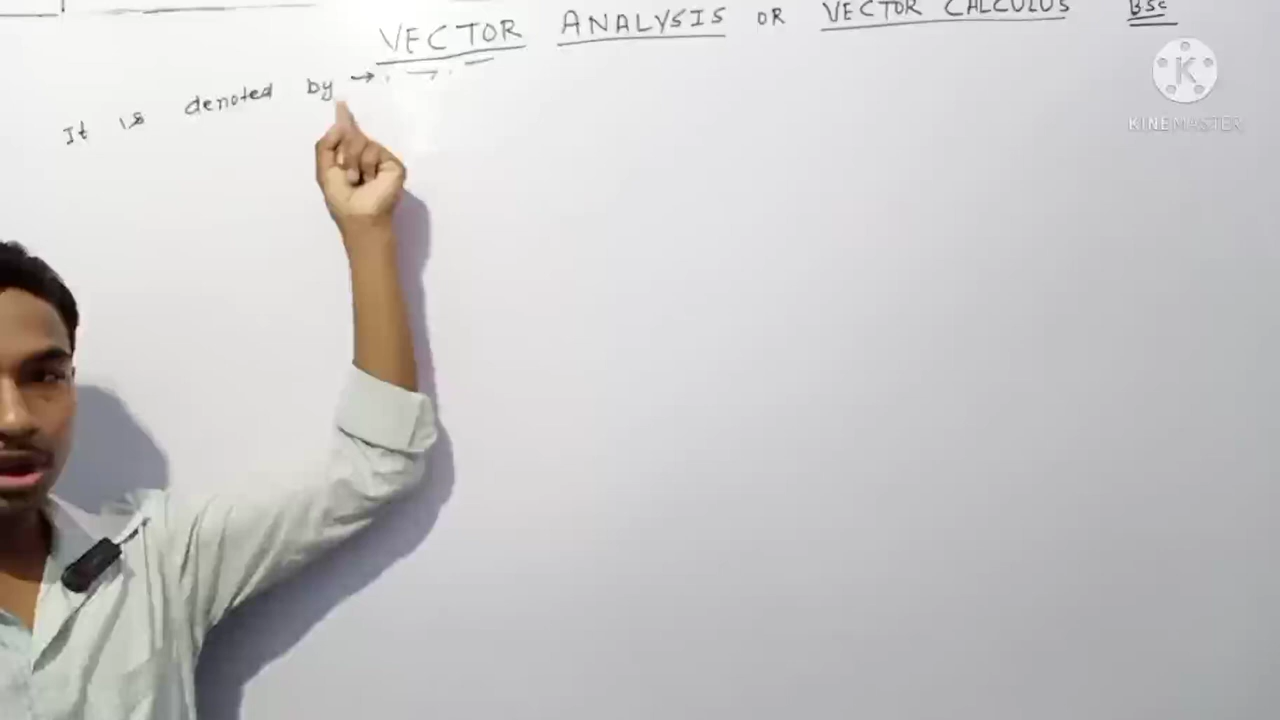 VECTOR ANALYSIS OR VECTOR CALCULUS BSc
It is denoted by →
KINEMASTER